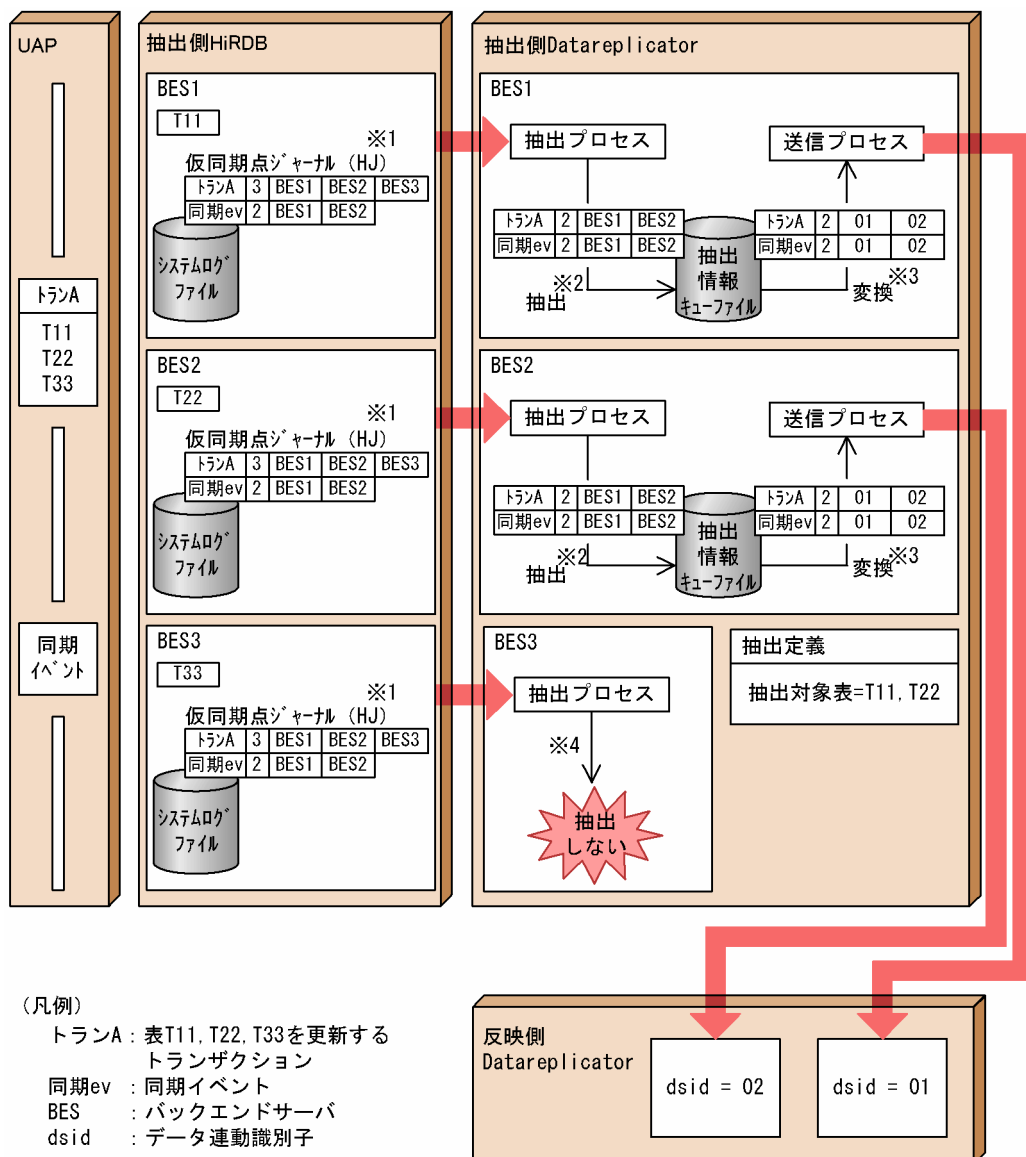 UAP
トランA
T11
T22
T33
同期
イベント
抽出側HiRDB
BES1
T11
※1
仮同期点ジャーナル (HJ)
トランA 3 BES1 BES2 BES3
同期ev 2 BES1 BES2
システムログ
ファイル
BES2
T22
※1
仮同期点ジャーナル (HJ)
トランA 3 BES1 BES2 BES3
同期ev 2 BES1 BES2
システムログ
ファイル
BES3
T33
※1
仮同期点ジャーナル (HJ)
トランA 3 BES1 BES2 BES3
同期ev 2 BES1 BES2
システムログ
ファイル
抽出側Datareplicator
BES1
抽出プロセス
送信プロセス
トランA 2 BES1 BES2
同期ev 2 BES1 BES2
トランA 2 01 02
同期ev 2 01 02
抽出
情報
キューファイル
抽出※2
変換※3
BES2
抽出プロセス
送信プロセス
トランA 2 BES1 BES2
同期ev 2 BES1 BES2
トランA 2 01 02
同期ev 2 01 02
抽出
情報
キューファイル
抽出※2
変換※3
BES3
抽出プロセス
※4
抽出
しない
抽出定義
抽出対象表=T11,T22
(凡例)
トランA：表T11,T22,T33を更新する
トランザクション
同期ev ：同期イベント
BES ：バックエンドサーバ
dsid ：データ連動識別子
反映側
Datareplicator
dsid = 02
dsid = 01